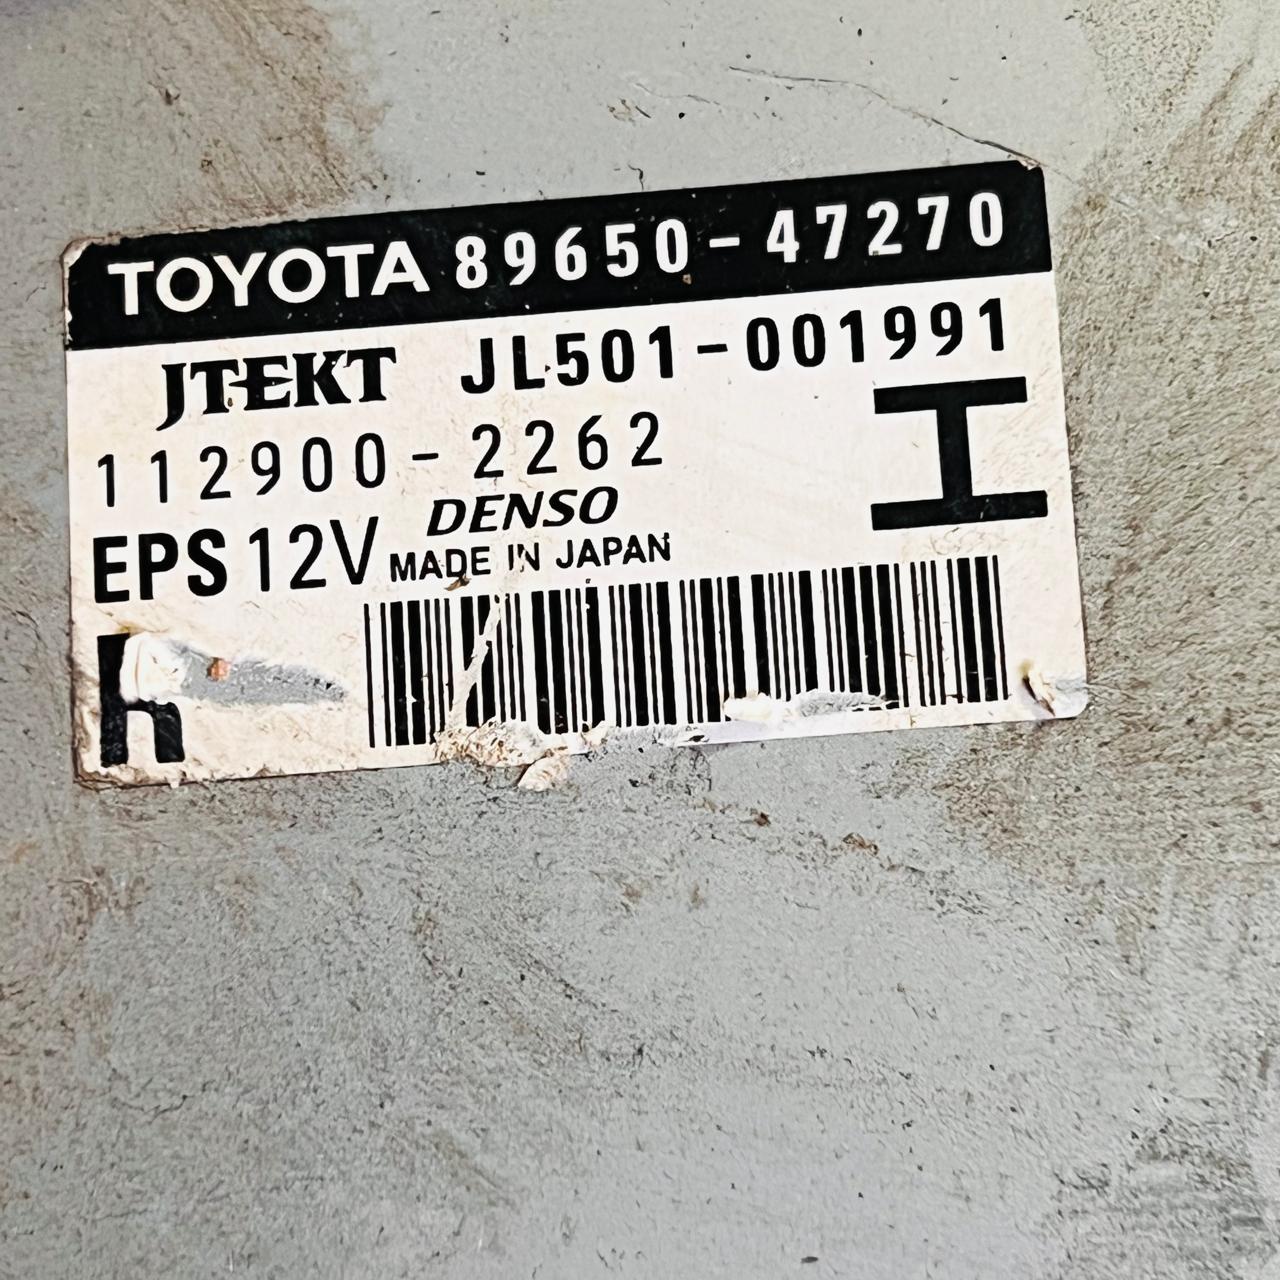 TOYOTA 89650-47270
JTEKT JL501-001991
112900-2262
DENSO
EPS 12V MADE IN JAPAN